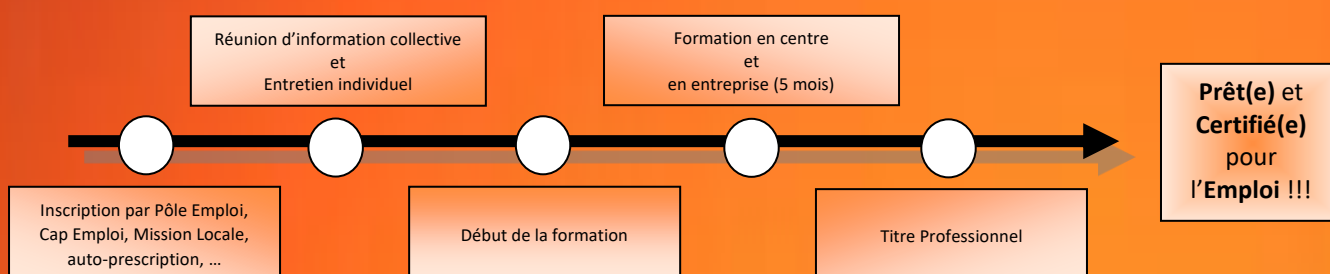 Réunion d’information collective
et
Entretien individuel
Formation en centre
et
en entreprise (5 mois)
Prêt(e) et
Certifié(e)
pour
l’Emploi !!!
Inscription par Pôle Emploi,
Cap Emploi, Mission Locale,
auto-prescription, …
Début de la formation
Titre Professionnel